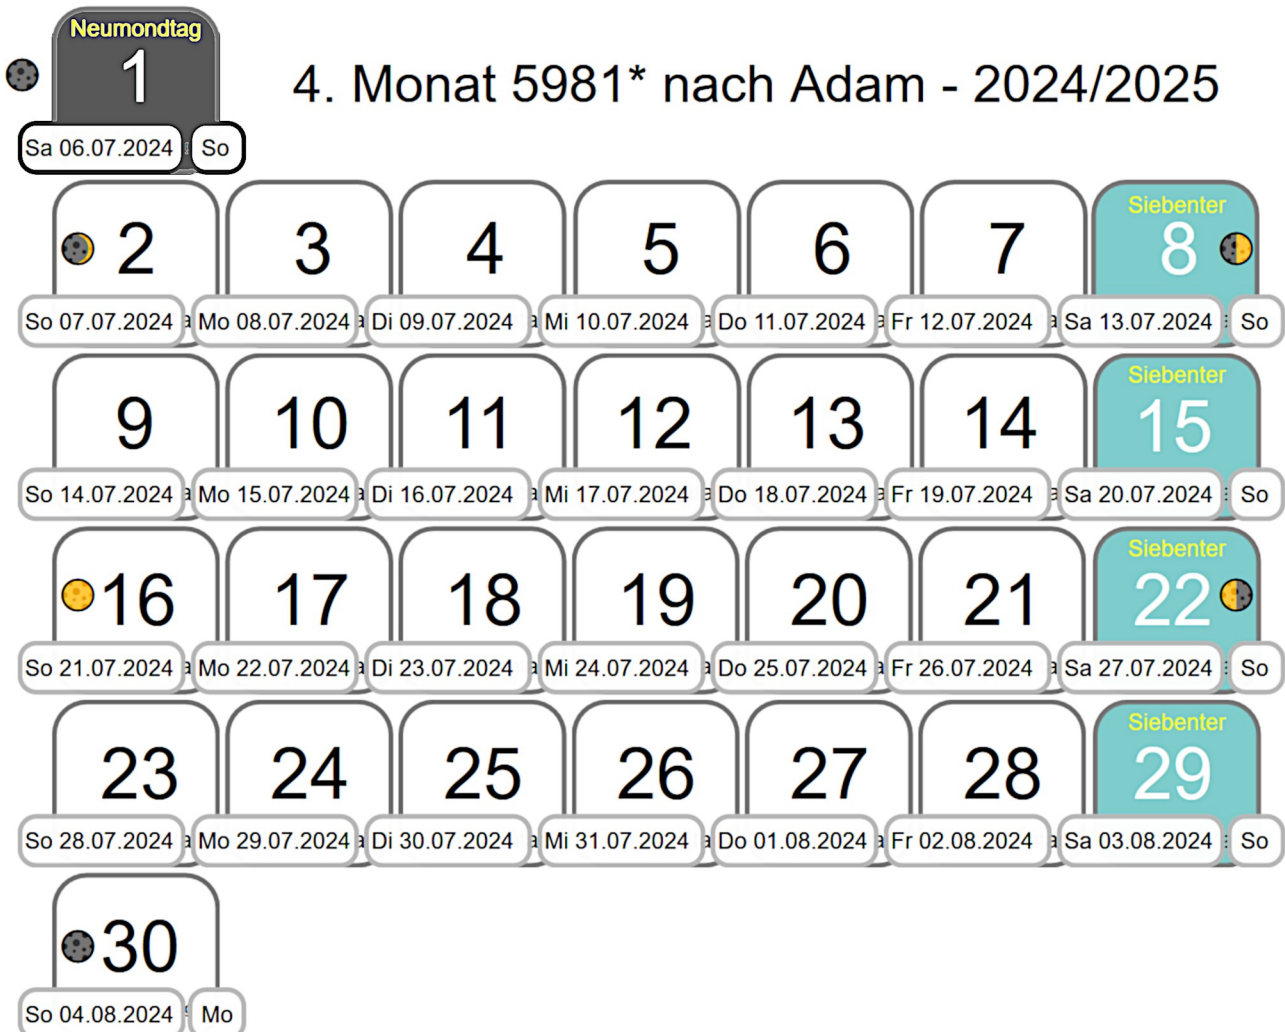 Neumondtag
1
4. Monat 5981* nach Adam - 2024/2025
Sa 06.07.2024 So
2 3 4 5 6 7 Siebenter 8
So 07.07.2024 Mo 08.07.2024 Di 09.07.2024 Mi 10.07.2024 Do 11.07.2024 Fr 12.07.2024 Sa 13.07.2024 So
9 10 11 12 13 14 Siebenter 15
So 14.07.2024 Mo 15.07.2024 Di 16.07.2024 Mi 17.07.2024 Do 18.07.2024 Fr 19.07.2024 Sa 20.07.2024 So
16 17 18 19 20 21 Siebenter 22
So 21.07.2024 Mo 22.07.2024 Di 23.07.2024 Mi 24.07.2024 Do 25.07.2024 Fr 26.07.2024 Sa 27.07.2024 So
23 24 25 26 27 28 Siebenter 29
So 28.07.2024 Mo 29.07.2024 Di 30.07.2024 Mi 31.07.2024 Do 01.08.2024 Fr 02.08.2024 Sa 03.08.2024 So
30
So 04.08.2024 Mo